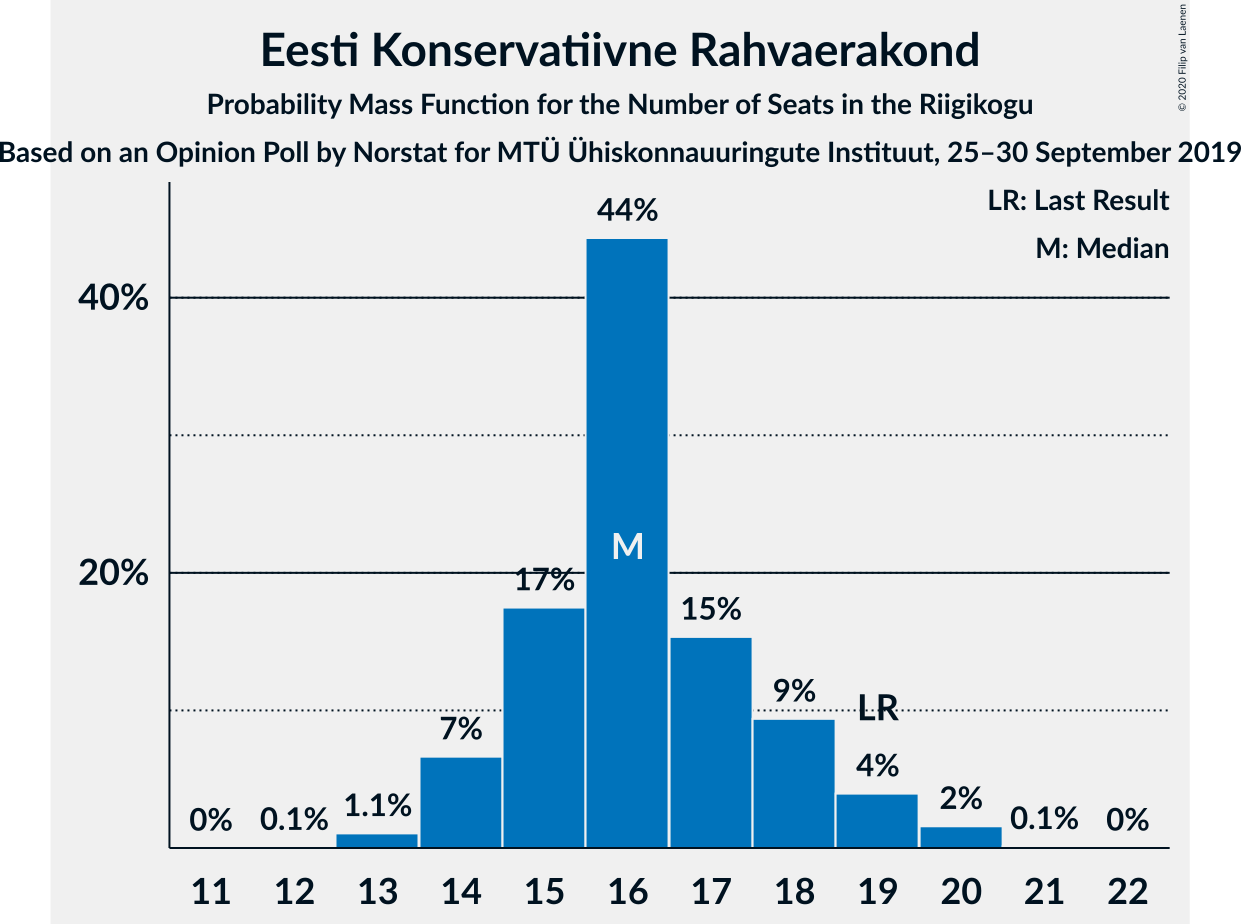 Eesti Konservatiivne Rahvaerakond
Probability Mass Function for the Number of Seats in the Riigikogu
Based on an Opinion Poll by Norstat for MTÜ Ühiskonnauuringute Instituut, 25–30 September 2019
© 2020 Filip van Laenen
LR: Last Result
M: Median
44%
40%
M
20%
17%
15%
9%
LR
7%
4%
2%
0% 0.1% 1.1% 0.1% 0%
11 12 13 14 15 16 17 18 19 20 21 22